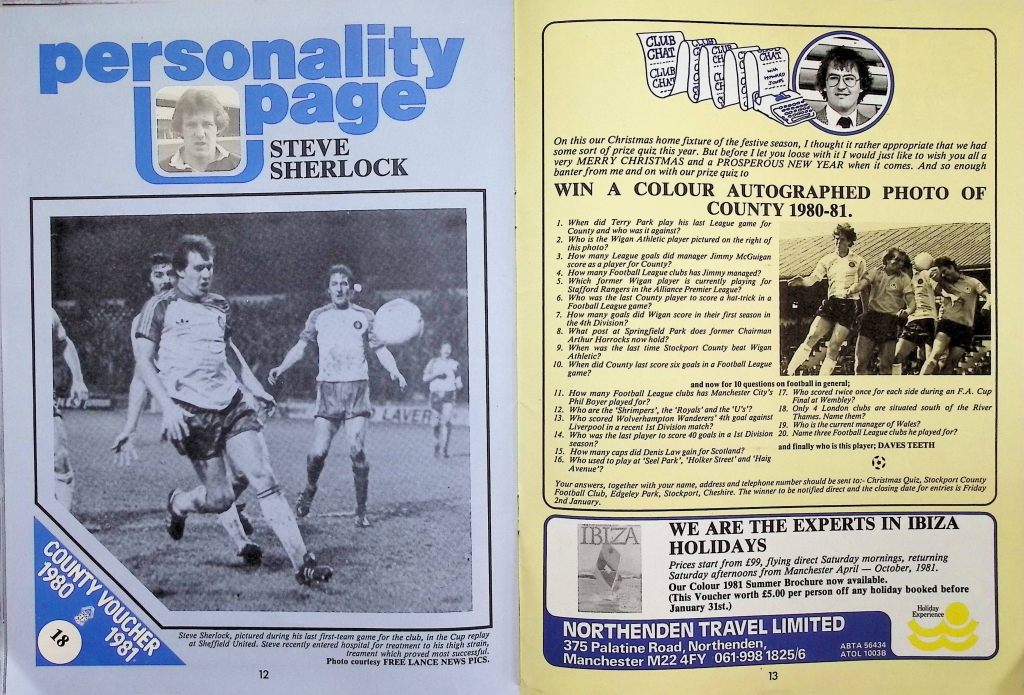 personality
page
STEVE
SHERLOCK
LAVER
COUNTY VOUCHER
1980 1981
18
Steve Sherlock, pictured during his last first-team game for the club, in the Cup replay
at Sheffield United. Steve recently entered hospital for treatment to his thigh strain,
treament which proved most successful.
Photo courtesy FREE LANCE NEWS PICS.
12
CLUB CHAT
CLUB CHAT
CHAT
with HOWARD JONES
On this our Christmas home fixture of the festive season, I thought it rather appropriate that we had
some sort of prize quiz this year. But before I let you loose with it I would just like to wish you all a
very MERRY CHRISTMAS and a PROSPEROUS NEW YEAR when it comes. And so enough
banter from me and on with our prize quiz to
WIN A COLOUR AUTOGRAPHED PHOTO OF
COUNTY 1980-81.
1. When did Terry Park play his last League game for
County and who was it against?
2. Who is the Wigan Athletic player pictured on the right of
this photo?
3. How many League goals did manager Jimmy McGuigan
score as a player for County?
4. How many Football League clubs has Jimmy managed?
5. Which former Wigan player is currently playing for
Stafford Rangers in the Alliance Premier League?
6. Who was the last County player to score a hat-trick in a
Football League game?
7. How many goals did Wigan score in their first season in
the 4th Division?
8. What post at Springfield Park does former Chairman
Arthur Horrocks now hold?
9. When was the last time Stockport County beat Wigan
Athletic?
10. When did County last score six goals in a Football League
game?
and now for 10 questions on football in general;
11. How many Football League clubs has Manchester City's
Phil Boyer played for?
12. Who are the 'Shrimpers', the 'Royals' and the 'U's'?
13. Who scored Wolverhampton Wanderers' 4th goal against
Liverpool in a recent 1st Division match?
14. Who was the last player to score 40 goals in a 1st Division
season?
15. How many caps did Denis Law gain for Scotland?
16. Who used to play at 'Seel Park', 'Holker Street' and 'Haig
Avenue'?
17. Who scored twice once for each side during an F.A. Cup
Final at Wembley?
18. Only 4 London clubs are situated south of the River
Thames. Name them?
19. Who is the current manager of Wales?
20. Name three Football League clubs he played for?
and finally who is this player; DAVES TEETH
Your answers, together with your name, address and telephone number should be sent to:- Christmas Quiz, Stockport County
Football Club, Edgeley Park, Stockport, Cheshire. The winner to be notified direct and the closing date for entries is Friday
2nd January.
IBIZA
WE ARE THE EXPERTS IN IBIZA
HOLIDAYS
Prices start from £99, flying direct Saturday mornings, returning
Saturday afternoons from Manchester April — October, 1981.
Our Colour 1981 Summer Brochure now available.
(This Voucher worth £5.00 per person off any holiday booked before
January 31st.)
NORTHENDEN TRAVEL LIMITED
375 Palatine Road, Northenden,
Manchester M22 4FY 061-998 1825/6
Holiday
Experience
ABTA 56434
ATOL 1003B
13